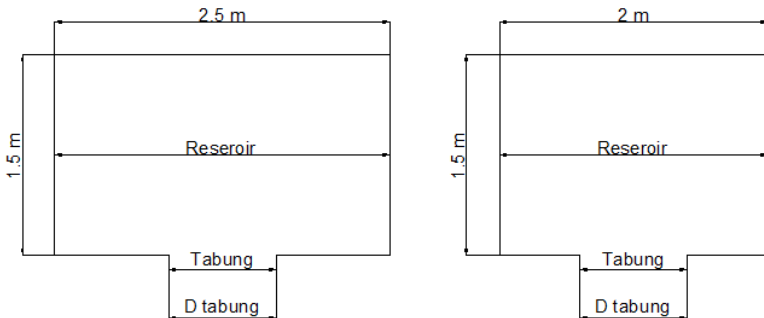 2.5 m
1.5 m
Reseroir
Tabung
D tabung
2 m
1.5 m
Reseroir
Tabung
D tabung